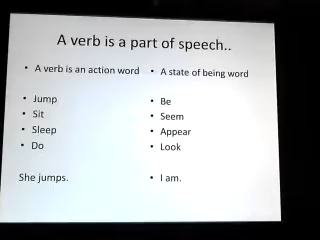 A verb is a part of speech..
• A verb is an action word
• Jump
• Sit
• Sleep
• Do
She jumps.
• A state of being word
• Be
• Seem
• Appear
• Look
• I am.